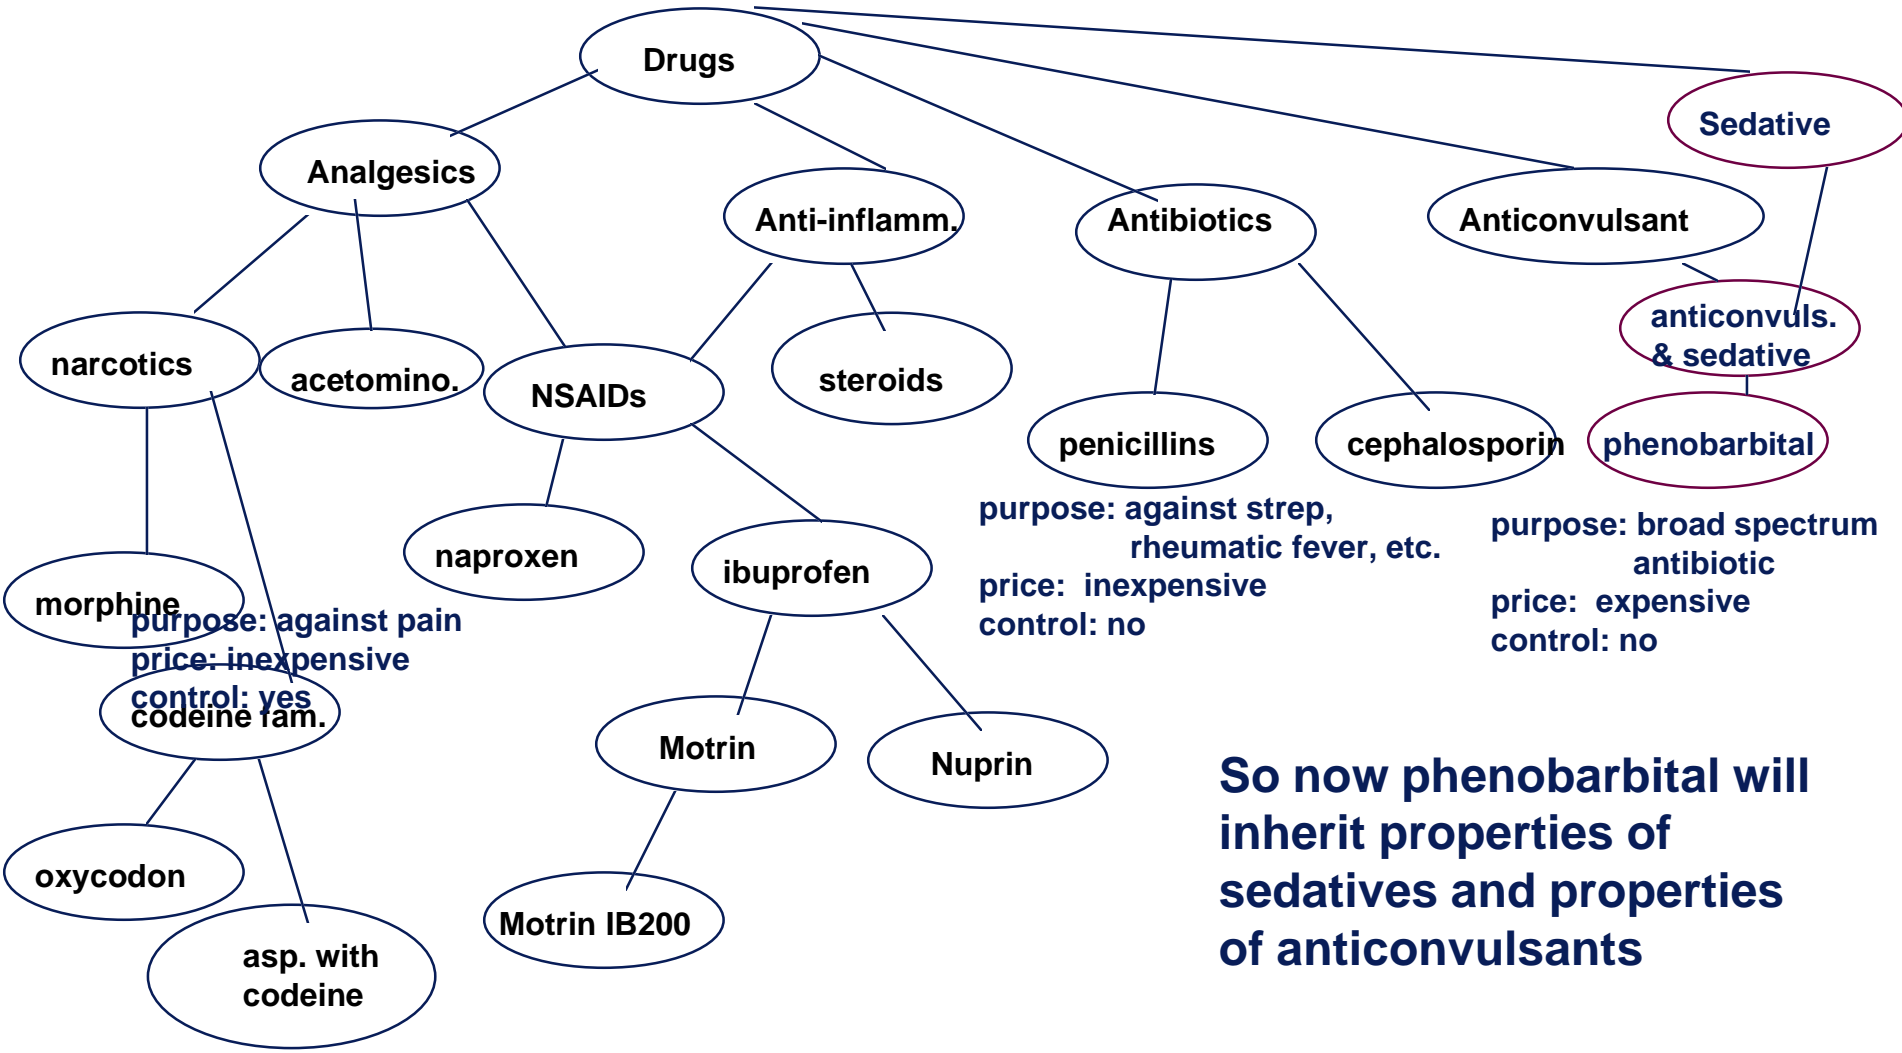 Drugs
Sedative
Analgesics
Anti-inflamm.
Antibiotics
Anticonvulsant
anticonvuls.
& sedative
narcotics
acetomino.
NSAIDs
steroids
penicillins
cephalosporin
phenobarbital
purpose: against strep,
rheumatic fever, etc.
price: inexpensive
control: no
purpose: broad spectrum
antibiotic
price: expensive
control: no
naproxen
ibuprofen
morphine
purpose: against pain
price: inexpensive
control: yes
codeine fam.
Motrin
Nuprin
oxycodon
Motrin IB200
asp. with
codeine
So now phenobarbital will
inherit properties of
sedatives and properties
of anticonvulsants